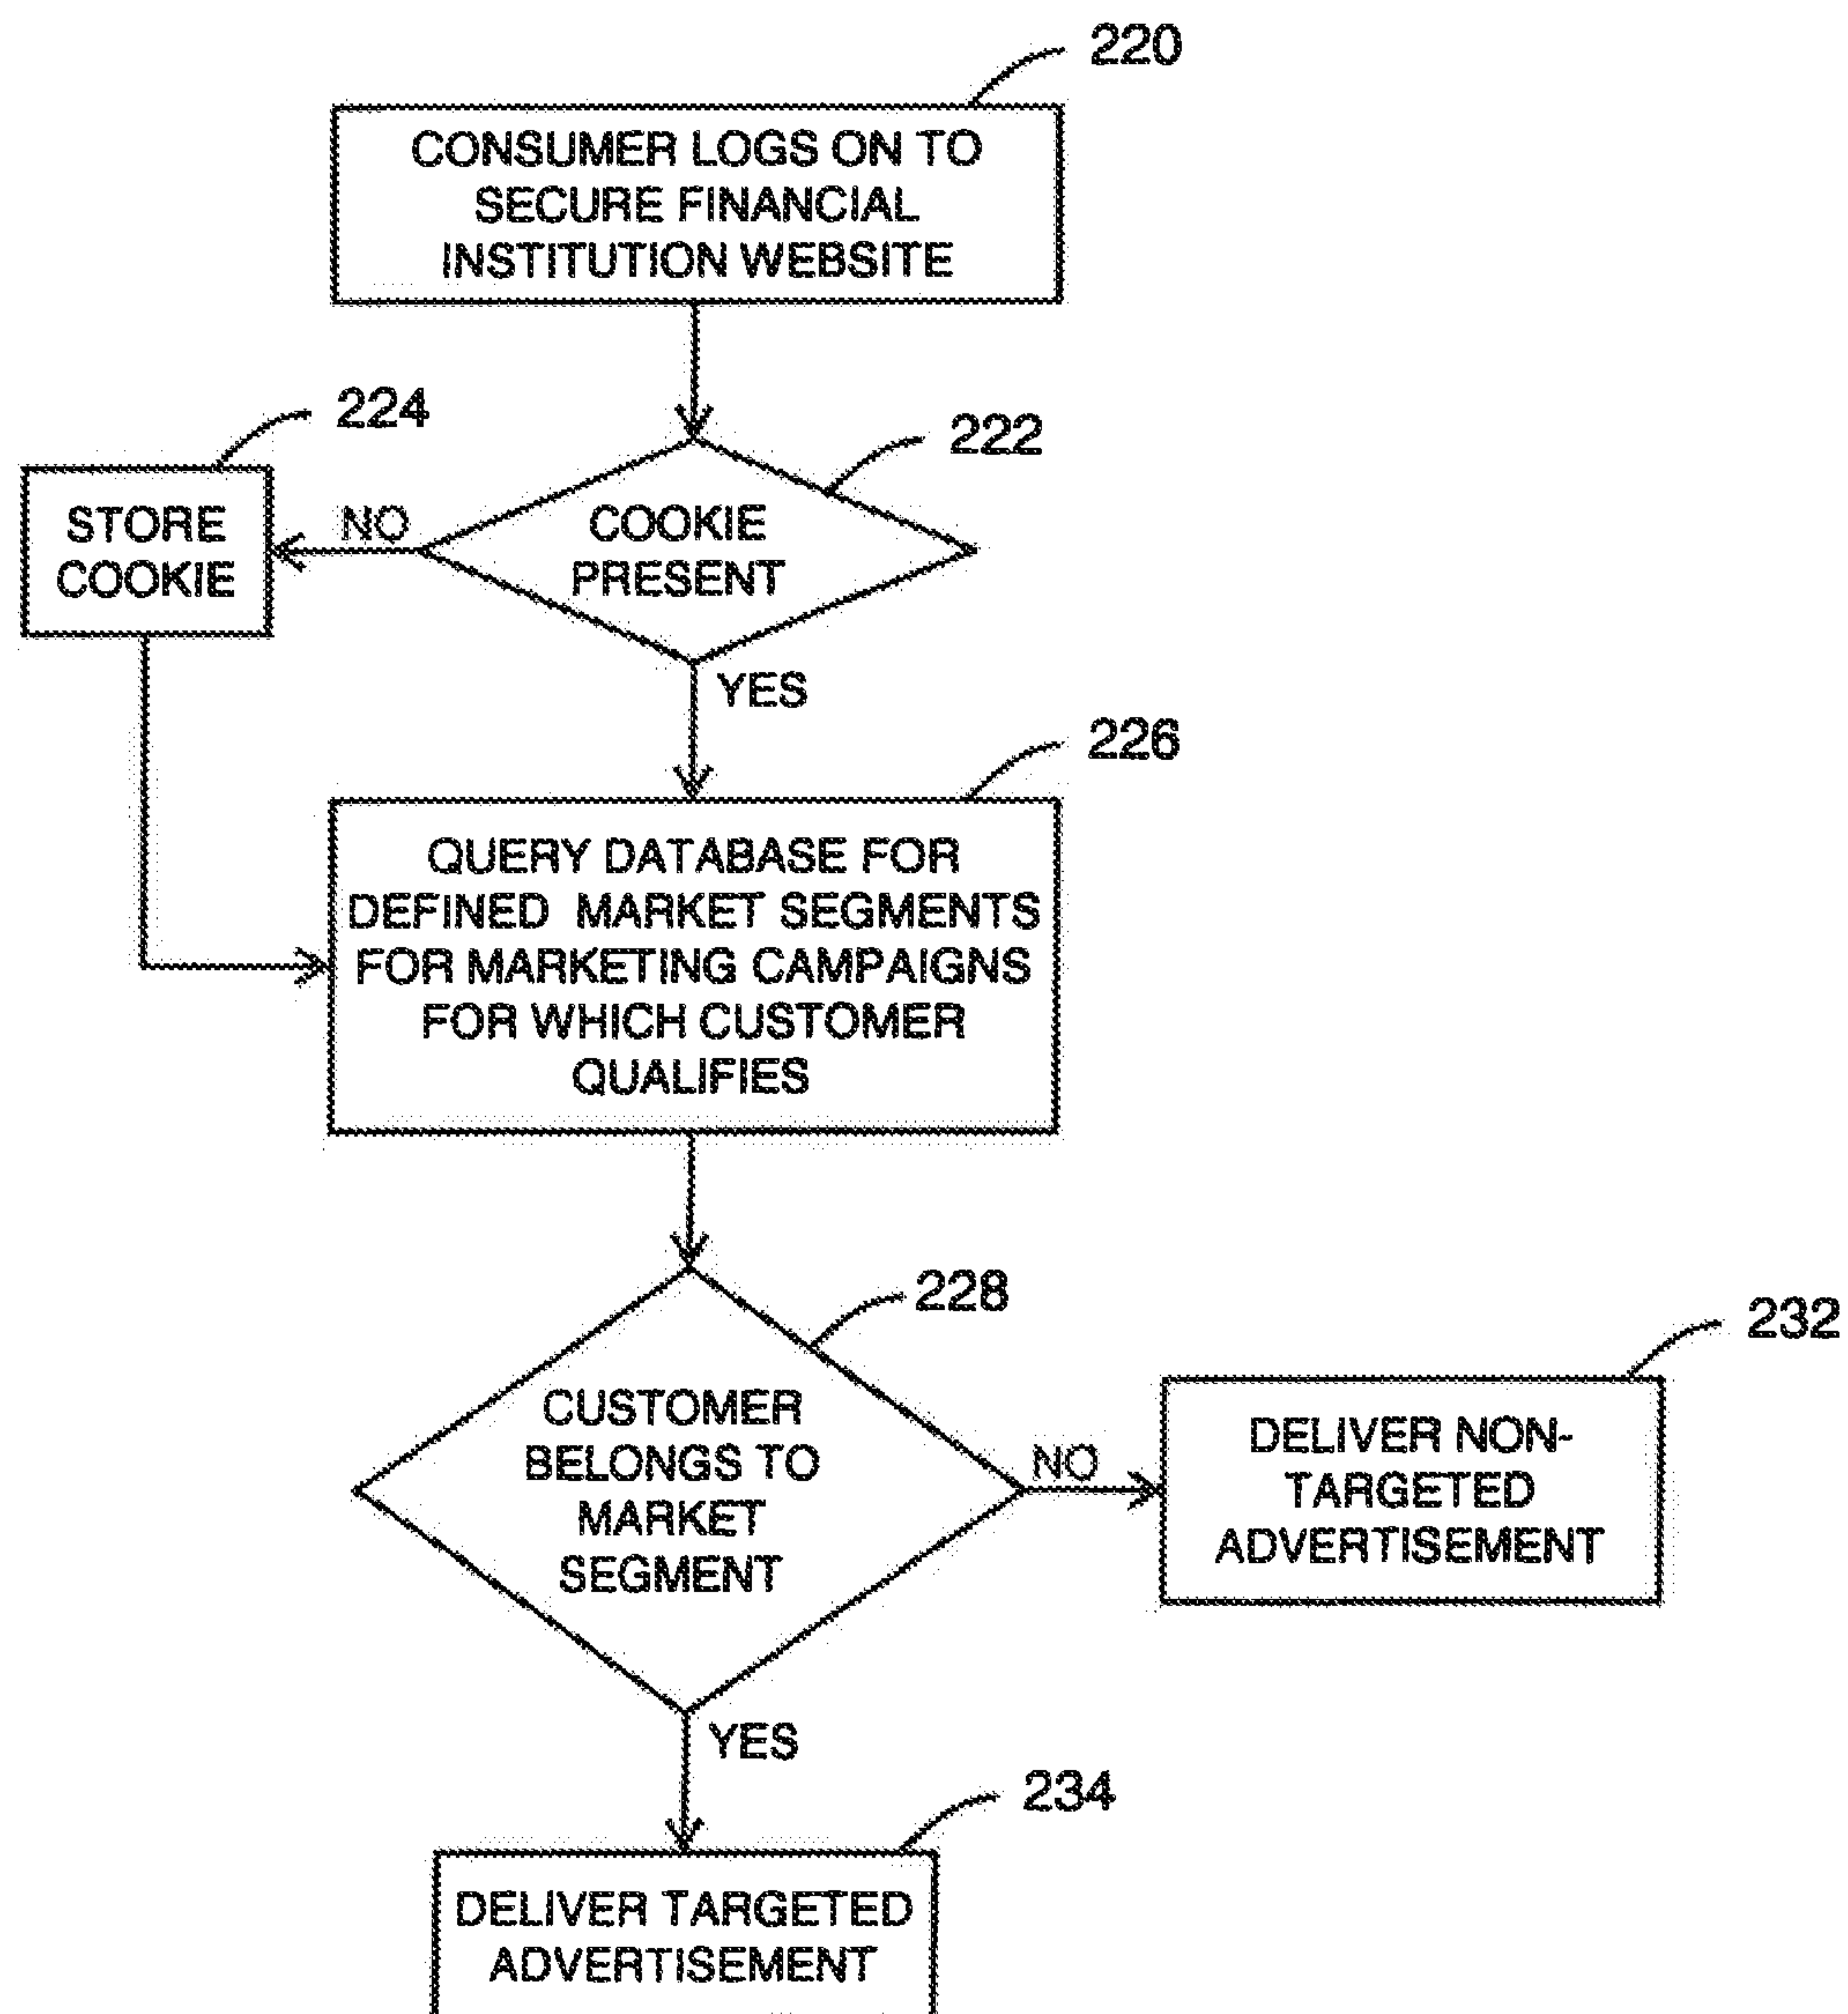 220
CONSUMER LOGS ON TO
SECURE FINANCIAL
INSTITUTION WEBSITE
224
222
STORE
COOKIE
NO
COOKIE
PRESENT
YES
226
QUERY DATABASE FOR
DEFINED MARKET SEGMENTS
FOR MARKETING CAMPAIGNS
FOR WHICH CUSTOMER
QUALIFIES
228
232
CUSTOMER
BELONGS TO
MARKET
SEGMENT
NO
DELIVER NON-
TARGETED
ADVERTISEMENT
YES
234
DELIVER TARGETED
ADVERTISEMENT